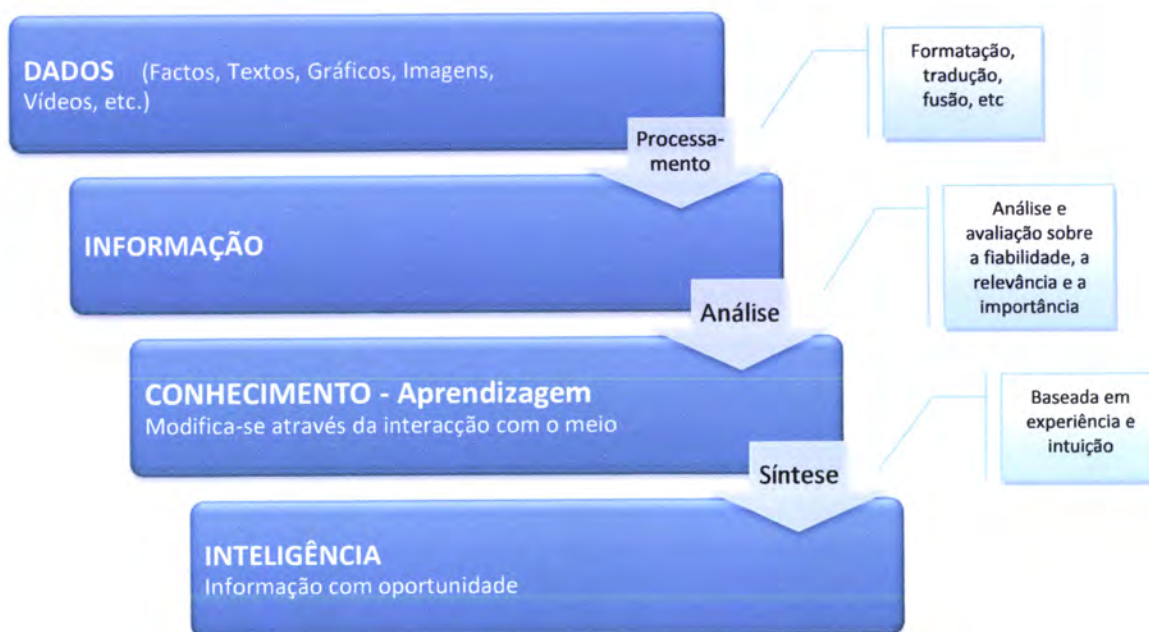 DADOS (Factos, Textos, Gráficos, Imagens,
Vídeos, etc.)
Formatação,
tradução,
fusão, etc
Processa-
mento
INFORMAÇÃO
Análise e
avaliação sobre
a fiabilidade, a
relevância e a
importância
Análise
CONHECIMENTO - Aprendizagem
Modifica-se através da interacção com o meio
Baseada em
experiência e
intuição
Síntese
INTELIGÊNCIA
Informação com oportunidade